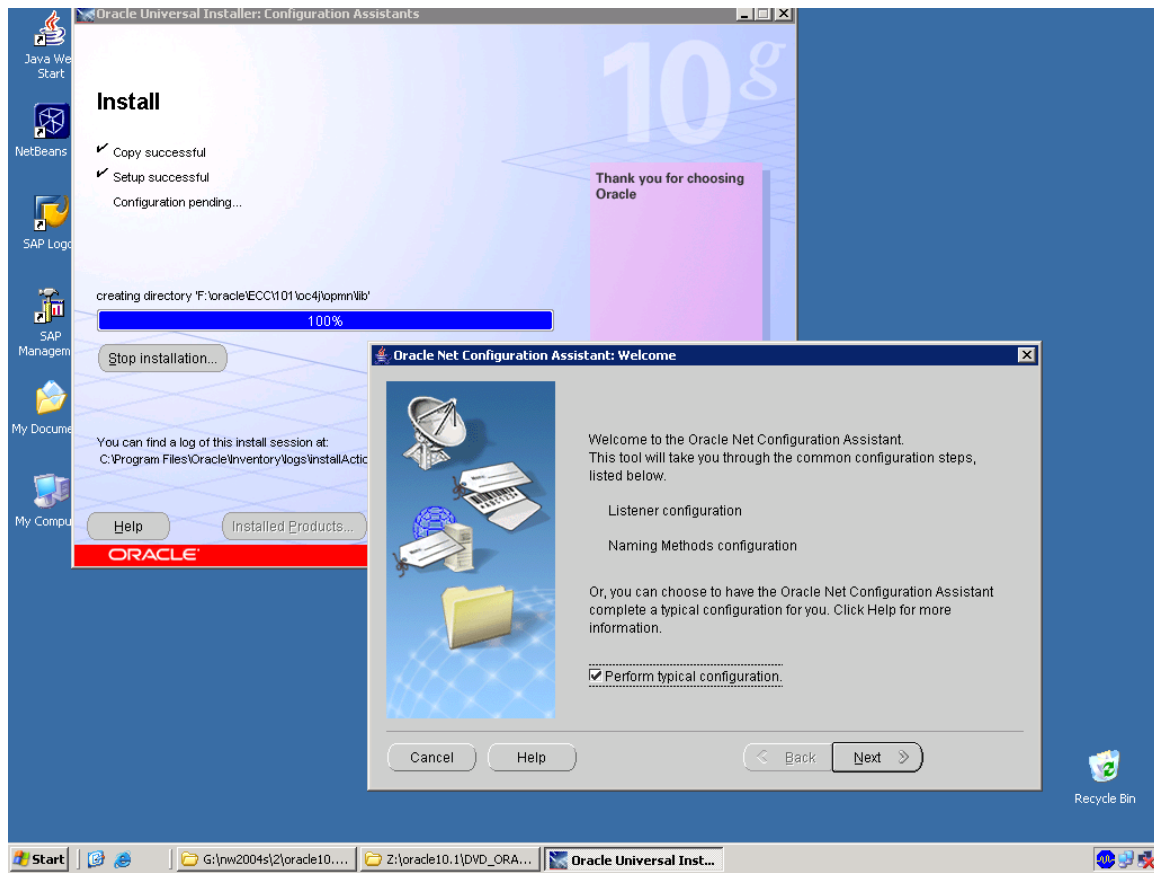 Java We
Start
NetBeans
SAP Logo
SAP
Managem
My Docume
My Compu
Oracle Universal Installer: Configuration Assistants
10g
Install
Copy successful
Setup successful
Configuration pending...
Thank you for choosing
Oracle
creating directory 'F:\oracle\ECC\101\oc4j\opmn\lib'
100%
Stop installation...
You can find a log of this install session at:
C:\Program Files\Oracle\Inventory\logs\installActio
Help
Installed Products...
ORACLE
Oracle Net Configuration Assistant: Welcome
Welcome to the Oracle Net Configuration Assistant.
This tool will take you through the common configuration steps,
listed below.
Listener configuration
Naming Methods configuration
Or, you can choose to have the Oracle Net Configuration Assistant
complete a typical configuration for you. Click Help for more
information.
Perform typical configuration.
Cancel
Help
Back
Next
Recycle Bin
Start
G:\nw2004s\2\oracle10....
Z:\oracle10.1\DVD_ORA...
Oracle Universal Inst...